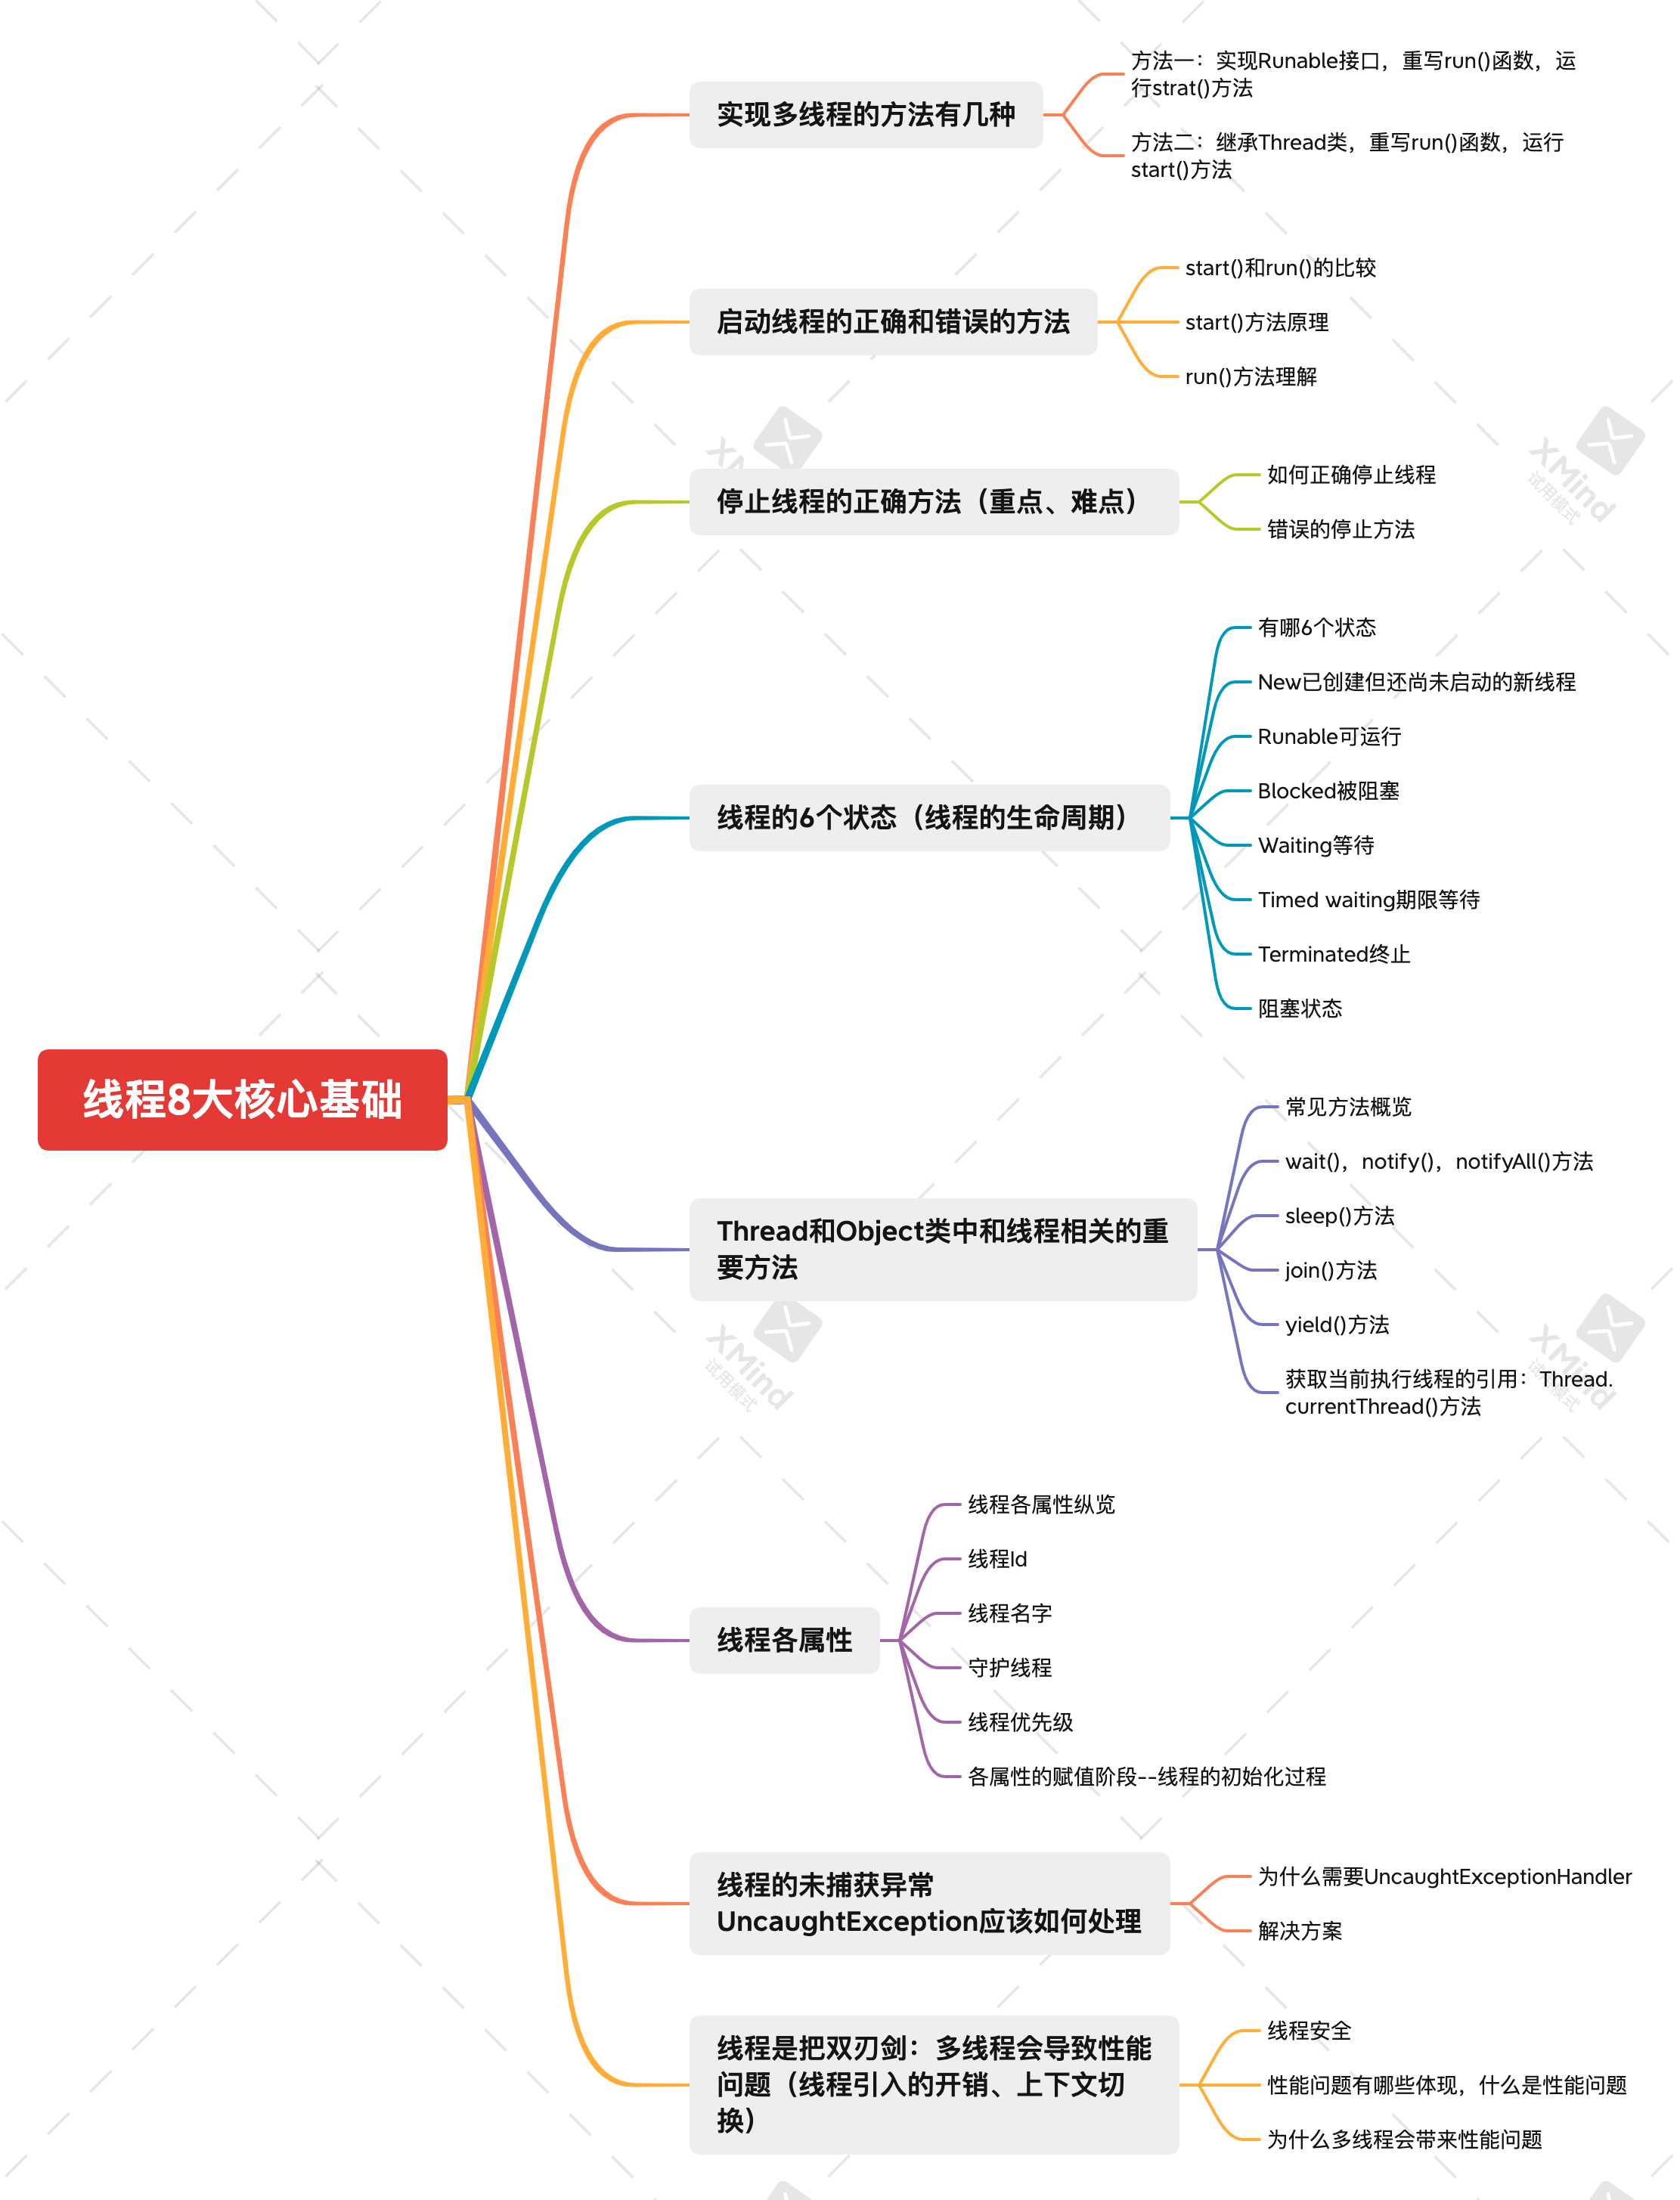 线程8大核心基础
实现多线程的方法有几种
方法一：实现Runable接口，重写run()函数，运
行strat()方法
方法二：继承Thread类，重写run()函数，运行
start()方法
启动线程的正确和错误的方法
start()和run()的比较
start()方法原理
run()方法理解
停止线程的正确方法（重点、难点）
如何正确停止线程
错误的停止方法
线程的6个状态（线程的生命周期）
有哪6个状态
New已创建但还尚未启动的新线程
Runable可运行
Blocked被阻塞
Waiting等待
Timed waiting期限等待
Terminated终止
阻塞状态
Thread和Object类中和线程相关的重
要方法
常见方法概览
wait()，notify()，notifyAll()方法
sleep()方法
join()方法
yield()方法
获取当前执行线程的引用：Thread.
currentThread()方法
线程各属性
线程各属性纵览
线程Id
线程名字
守护线程
线程优先级
各属性的赋值阶段--线程的初始化过程
线程的未捕获异常
UncaughtException应该如何处理
为什么需要UncaughtExceptionHandler
解决方案
线程是把双刃剑：多线程会导致性能
问题（线程引入的开销、上下文切
换）
线程安全
性能问题有哪些体现，什么是性能问题
为什么多线程会带来性能问题
XMind
试用模式
XMind
试用模式
XMind
试用模式